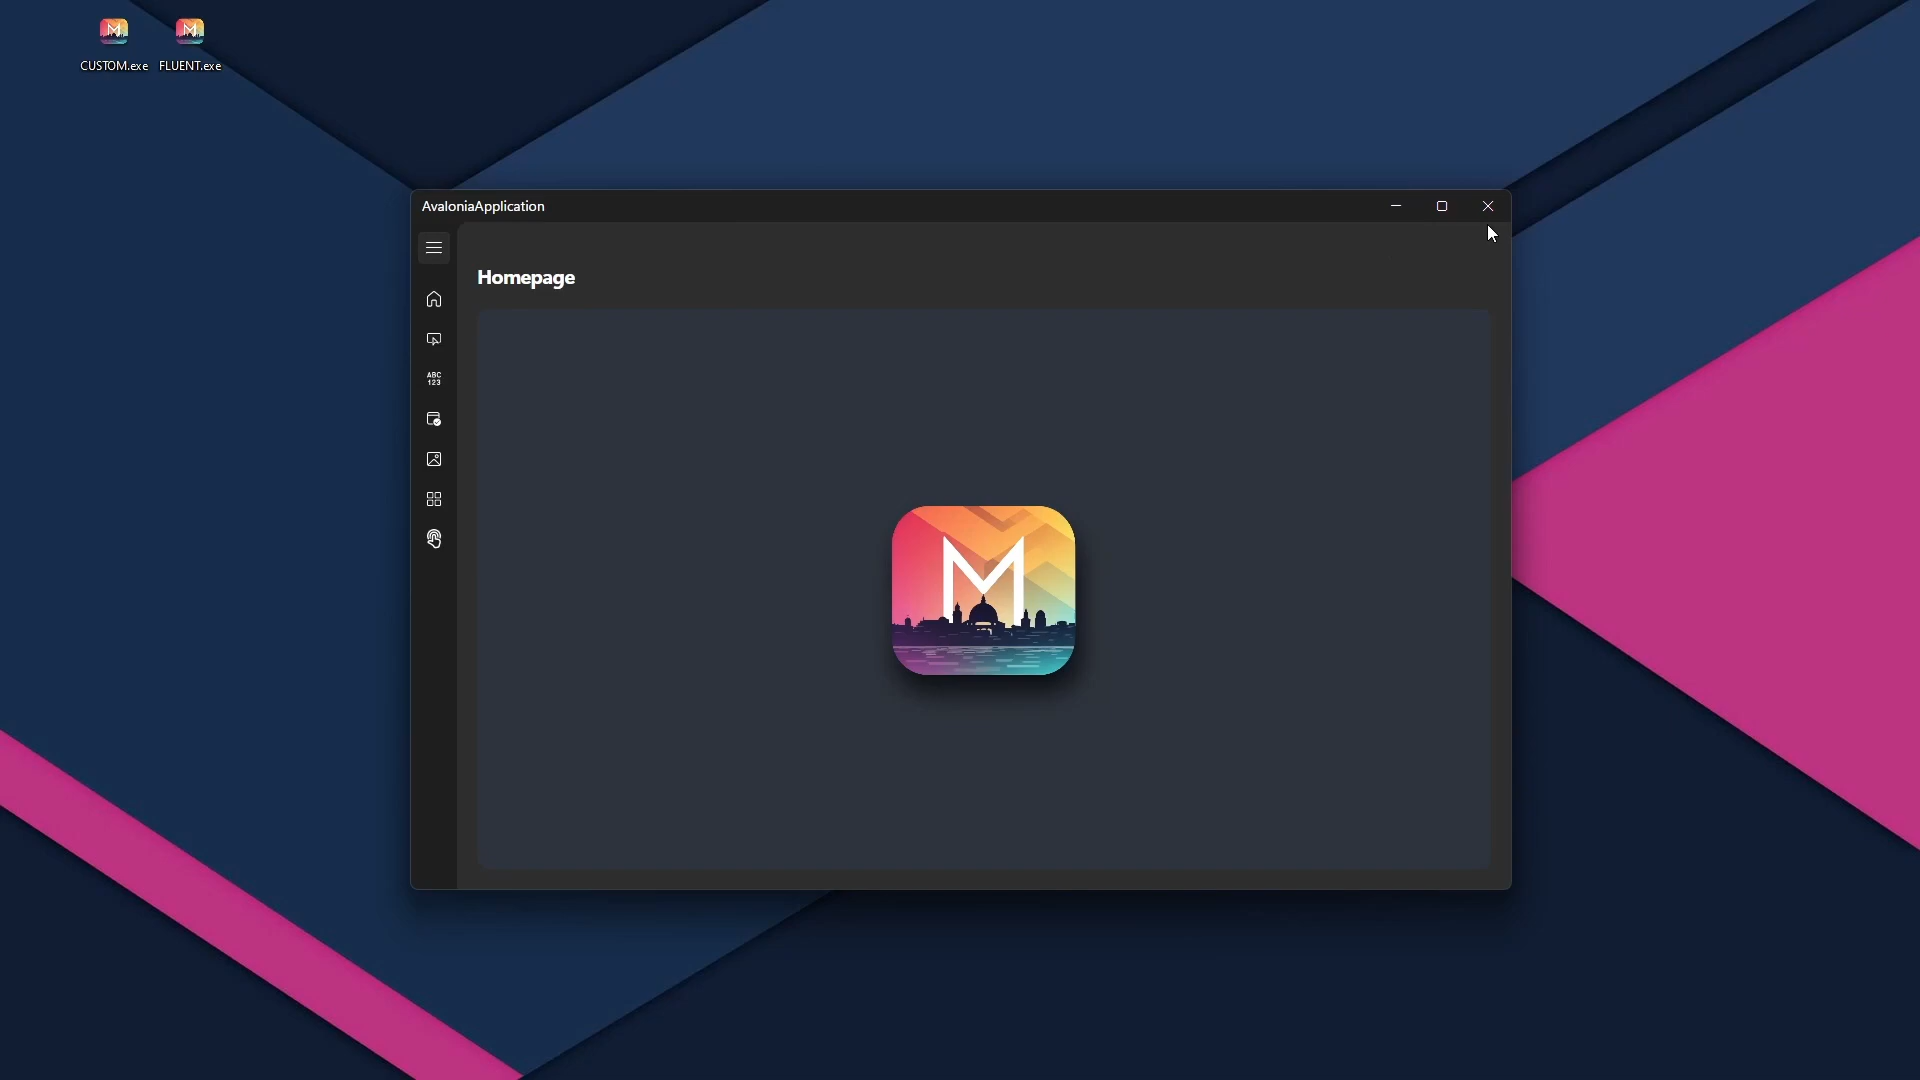 CUSTOM.exe FLUENT.exe
AvaloniaApplication
Homepage
ABC
123
M